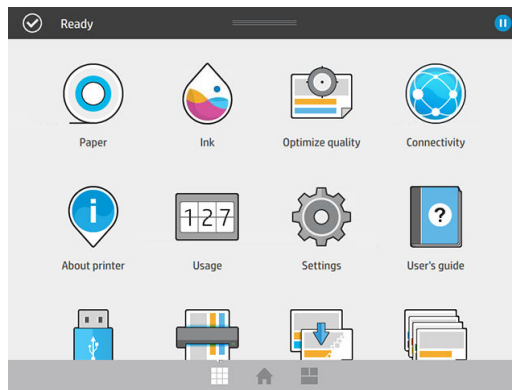 Ready
Paper
Ink
Optimize quality
Connectivity
i
127
?
About printer
Usage
Settings
User's guide